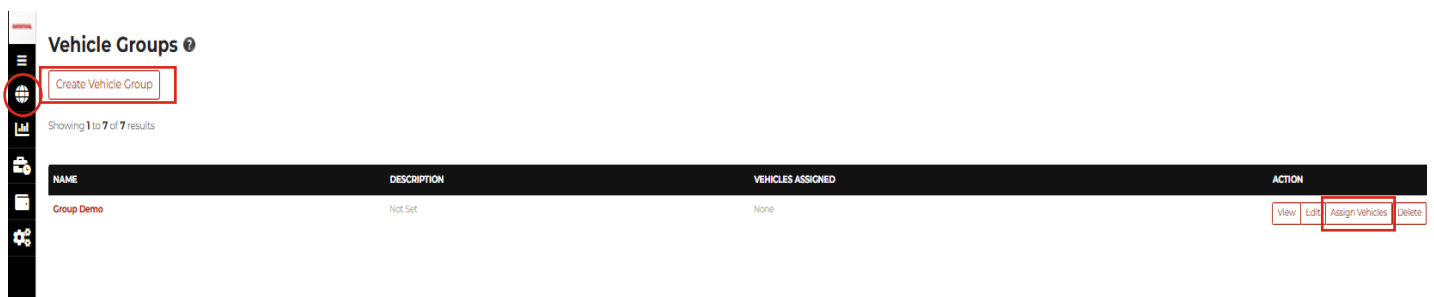 Vehicle Groups ?
Create Vehicle Group
Showing 1 to 7 of 7 results
NAME DESCRIPTION VEHICLES ASSIGNED ACTION
Group Demo Not Set None View Edit Assign Vehicles Delete